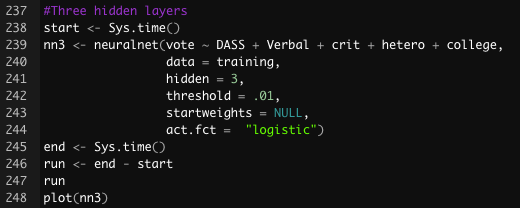 237 #Three hidden layers
238 start <- Sys.time()
239 nn3 <- neuralnet(vote ~ DASS + Verbal + crit + hetero + college,
240 data = training,
241 hidden = 3,
242 threshold = .01,
243 startweights = NULL,
244 act.fct =  "logistic")
245 end <- Sys.time()
246 run <- end - start
247 run
248 plot(nn3)